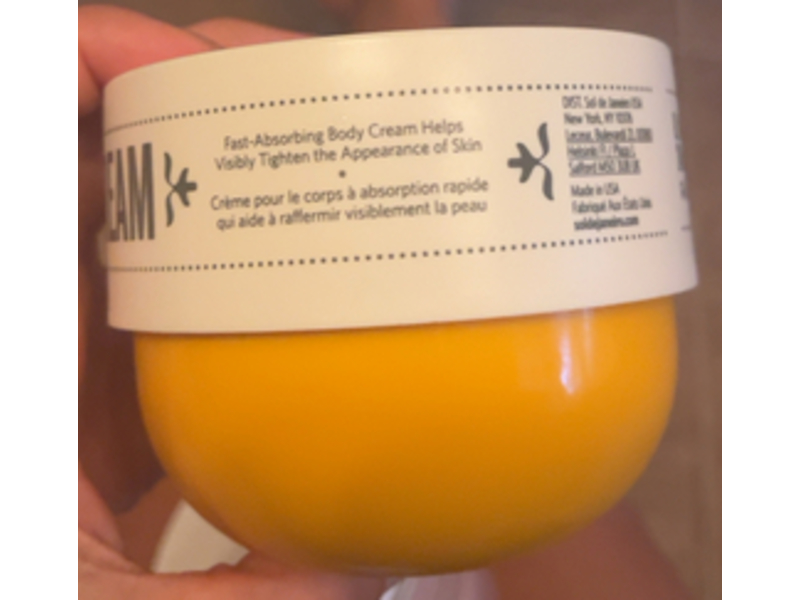 EAM
Fast-Absorbing Body Cream Helps
Visibly Tighten the Appearance of Skin
Crème pour le corps à absorption rapide
qui aide à raffermir visiblement la peau
DIST. Sol de Janeiro USA
New York, NY
Made in USA
Fabriqué Aux États Unis
soldejaneiro.com